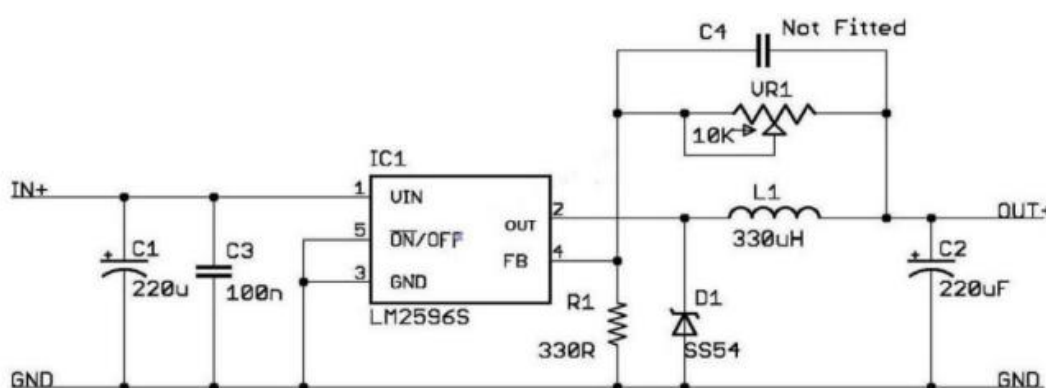 C4 Not Fitted
VR1
10K
IC1
IN+
1
VIN
L1
OUT
2
OUT+
330uH
5
ON/OFF
C1
C3
FB
4
C2
220u
100n
3
GND
220uF
LM2596S
R1
D1
330R
SS54
GND
GND